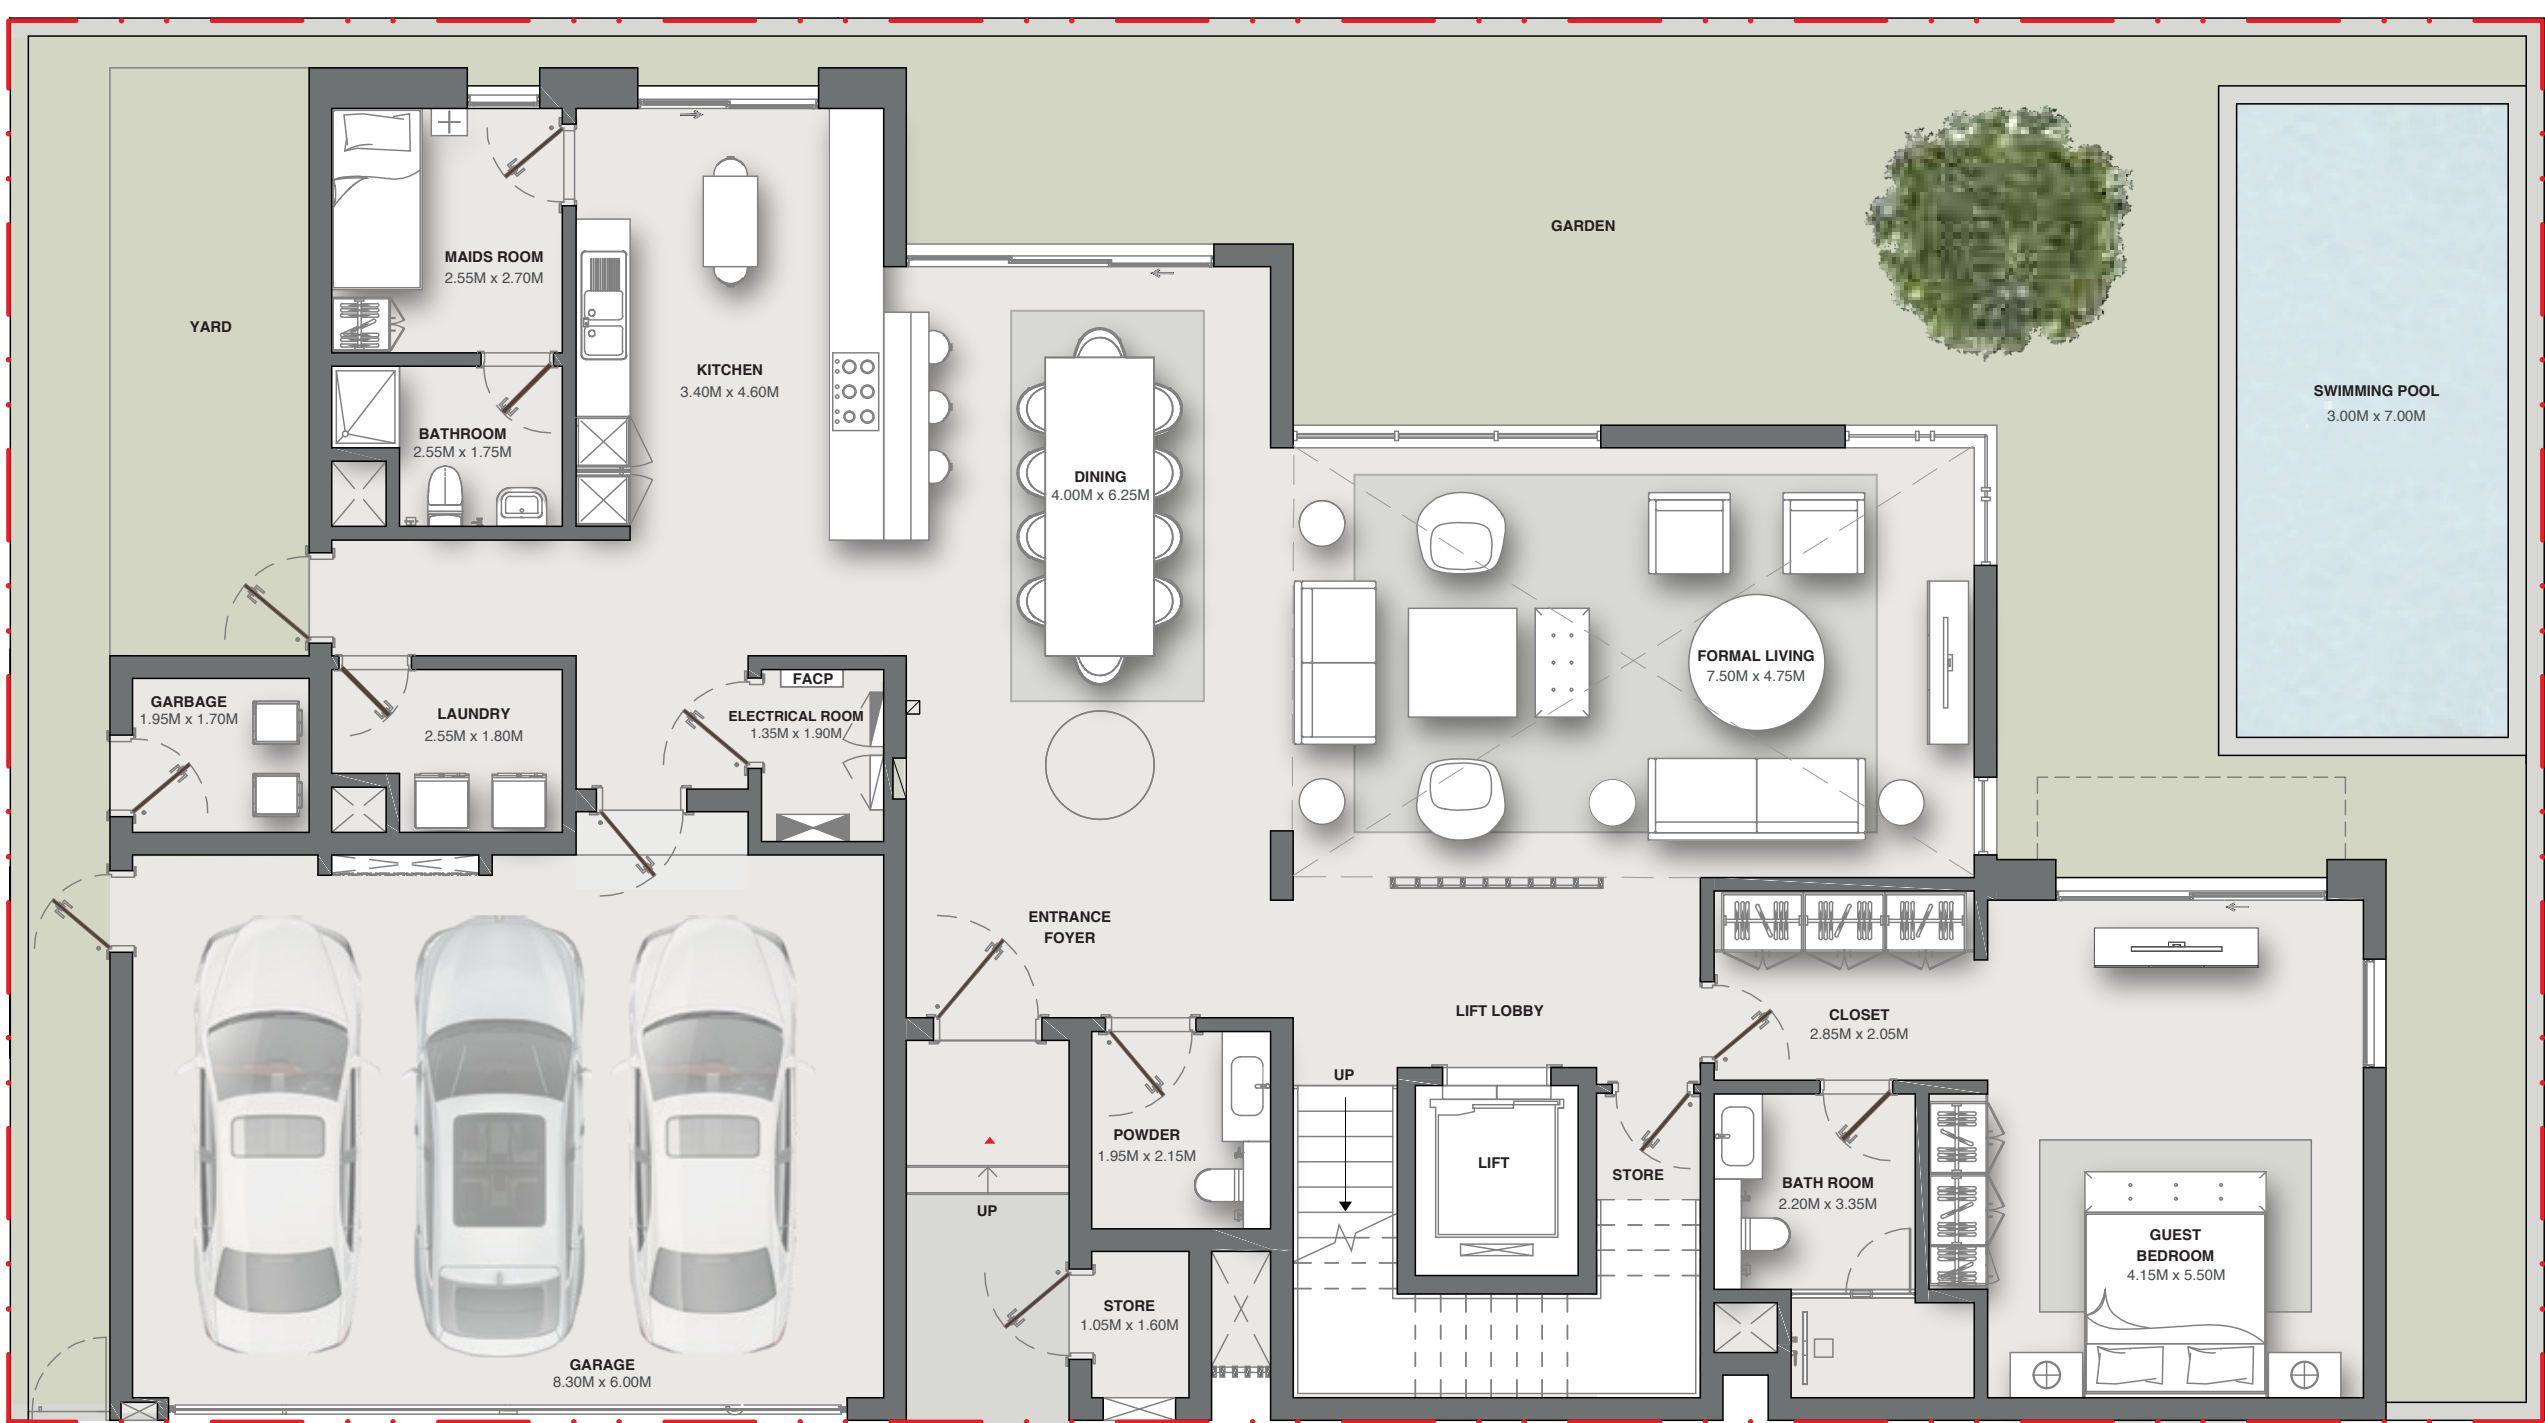 GARDEN
MAIDS ROOM
2.55M x 2.70M
YARD
KITCHEN
3.40M x 4.60M
SWIMMING POOL
3.00M x 7.00M
BATHROOM
2.55M x 1.75M
DINING
4.00M x 6.25M
FORMAL LIVING
7.50M x 4.75M
FACP
GARBAGE
1.95M x 1.70M
LAUNDRY
2.55M x 1.80M
ELECTRICAL ROOM
1.35M x 1.90M
ENTRANCE
FOYER
LIFT LOBBY
CLOSET
2.85M x 2.05M
UP
POWDER
1.95M x 2.15M
LIFT
STORE
BATH ROOM
2.20M x 3.35M
UP
GUEST
BEDROOM
4.15M x 5.50M
STORE
1.05M x 1.60M
GARAGE
8.30M x 6.00M